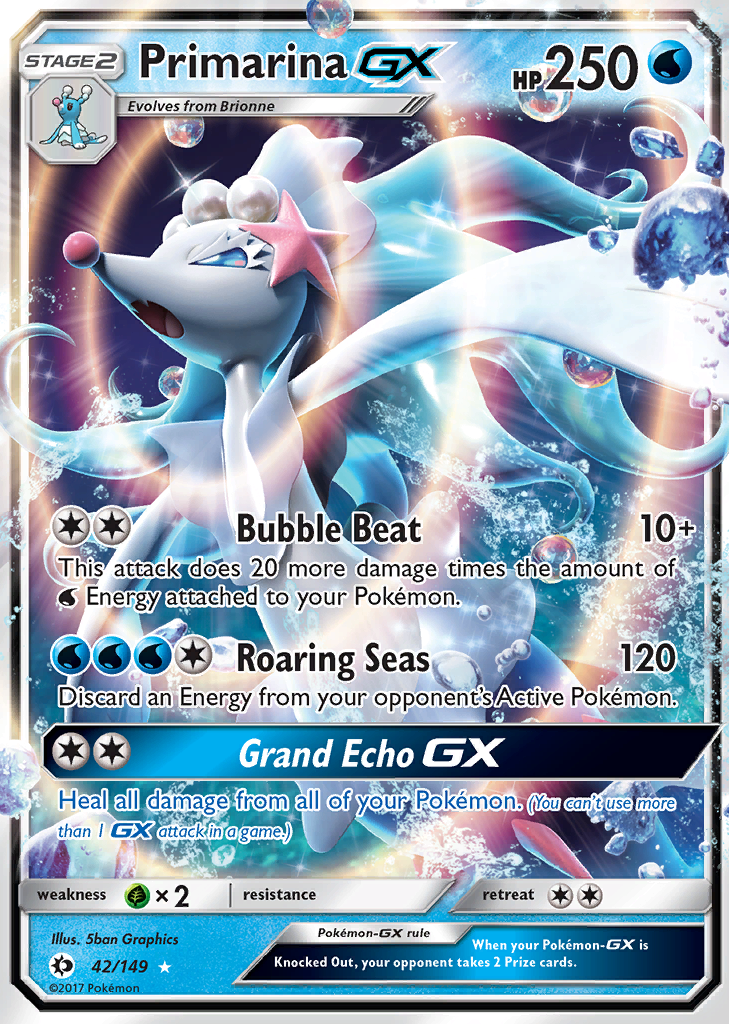 STAGE2
Primarina GX
HP 250
Evolves from Brionne
Bubble Beat 10+
This attack does 20 more damage times the amount of
Energy attached to your Pokémon.
Roaring Seas 120
Discard an Energy from your opponent's Active Pokémon.
Grand Echo GX
Heal all damage from all of your Pokémon. (You can't use more
than 1 GX attack in a game.)
weakness ×2 resistance retreat
Illus. 5ban Graphics
Pokémon-GX rule
When your Pokémon-GX is
Knocked Out, your opponent takes 2 Prize cards.
42/149
©2017 Pokémon